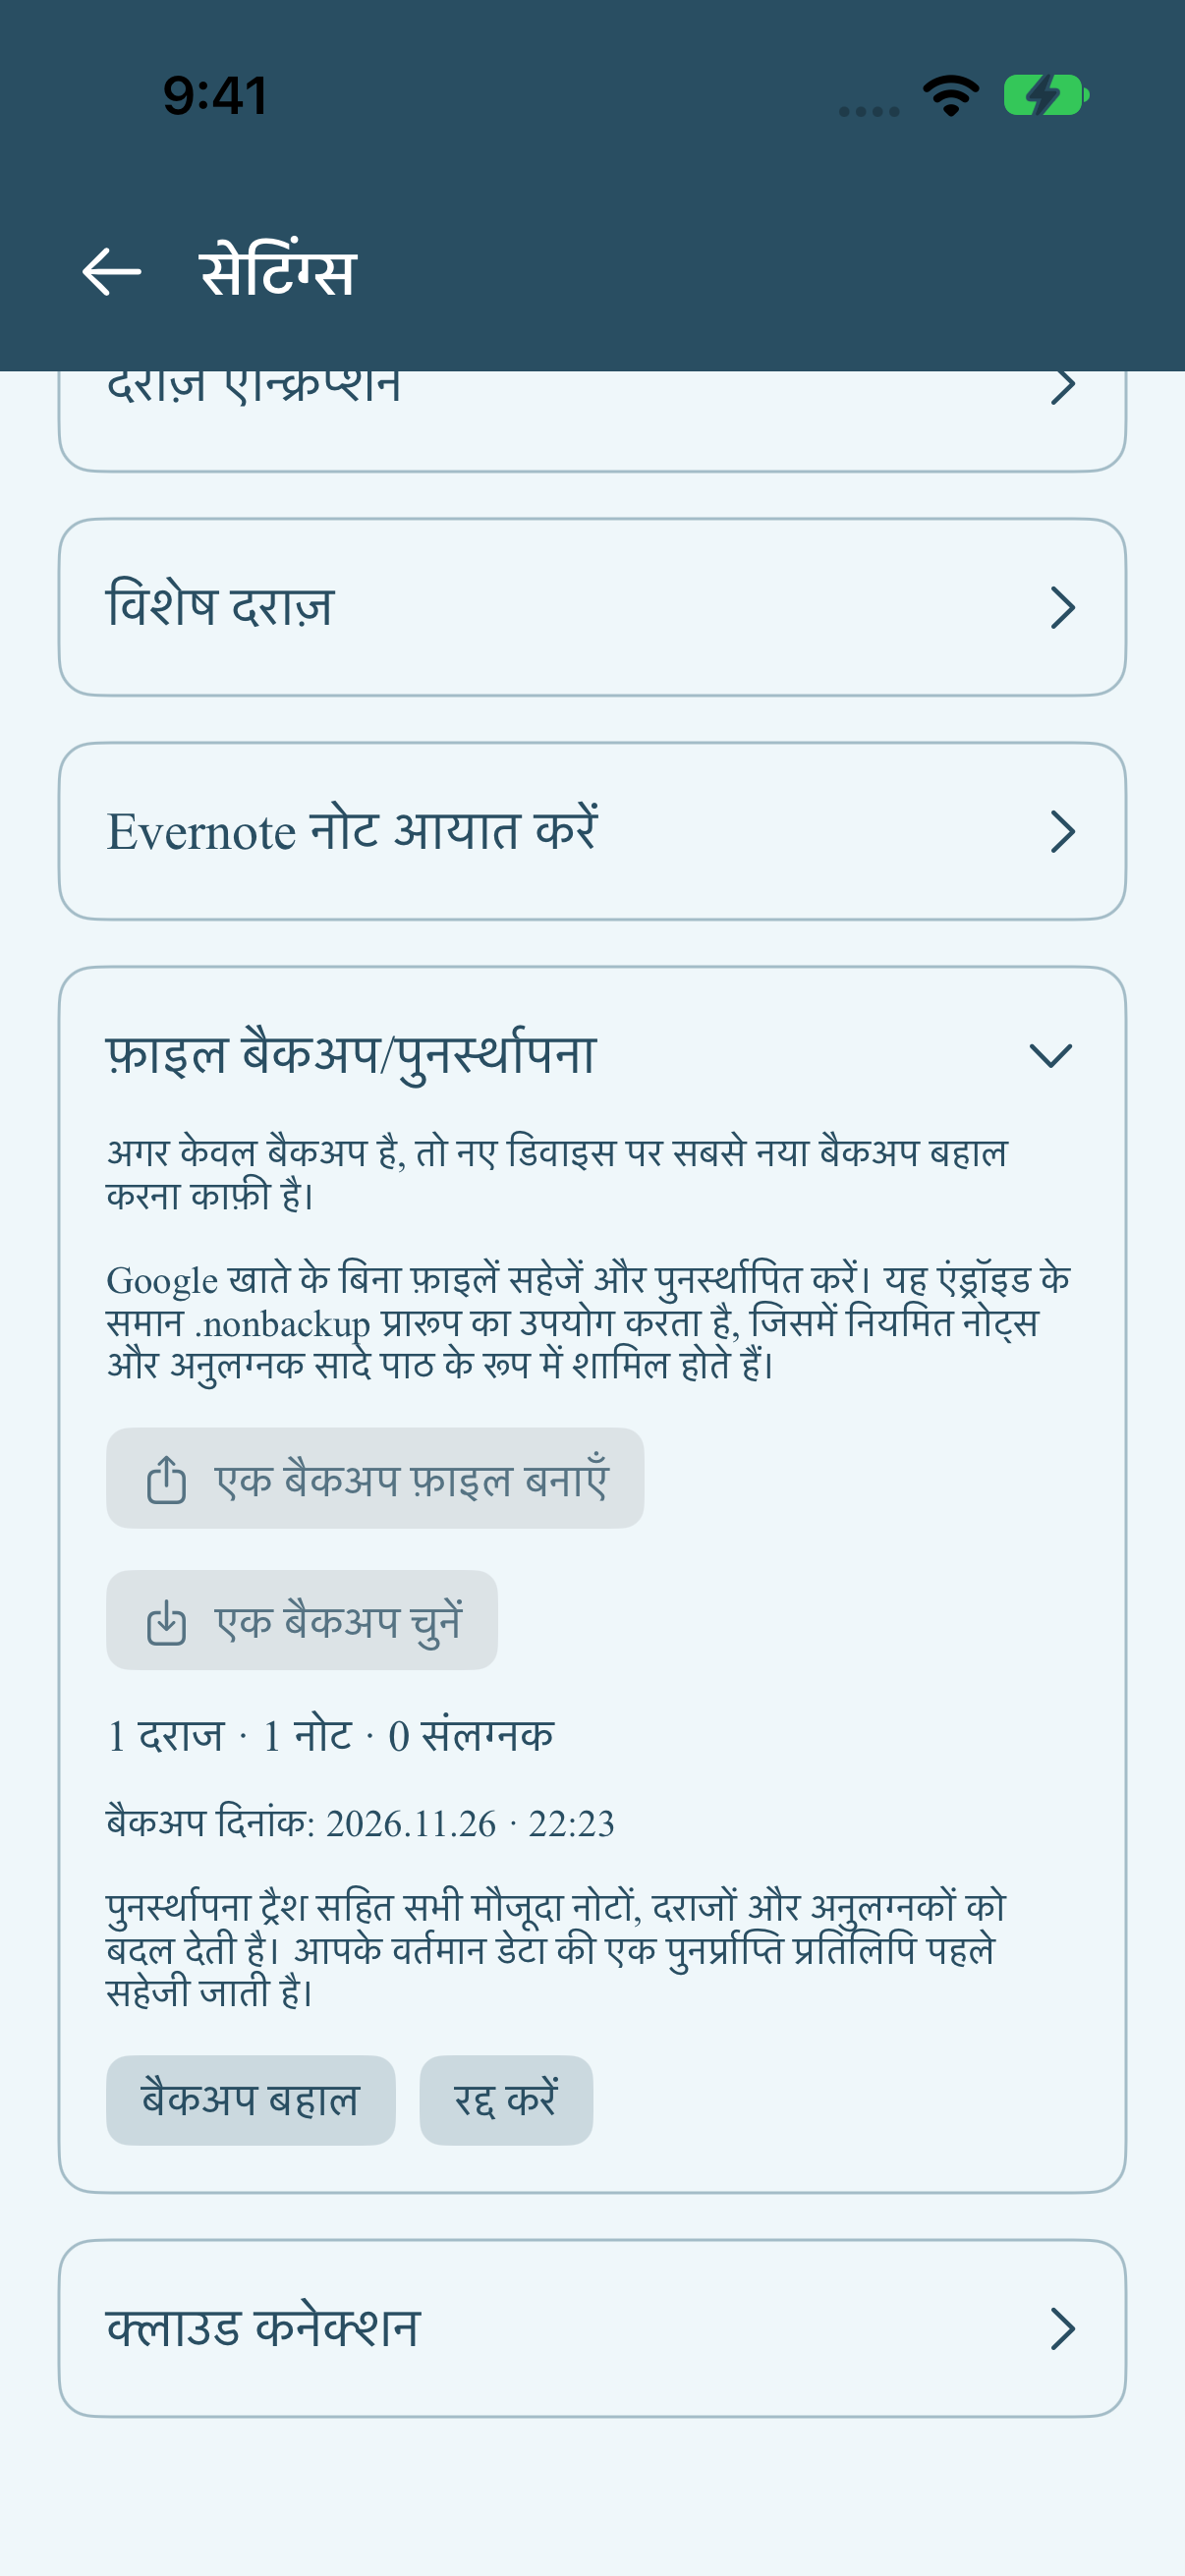 9:41
सेटिंग्स
दराज़ एन्क्रिप्शन
विशेष दराज़
Evernote नोट आयात करें
फ़ाइल बैकअप/पुनर्स्थापना
अगर केवल बैकअप है, तो नए डिवाइस पर सबसे नया बैकअप बहाल
करना काफ़ी है।
Google खाते के बिना फ़ाइलें सहेजें और पुनर्स्थापित करें। यह एंड्रॉइड के
समान .nonbackup प्रारूप का उपयोग करता है, जिसमें नियमित नोट्स
और अनुलग्नक सादे पाठ के रूप में शामिल होते हैं।
एक बैकअप फ़ाइल बनाएँ
एक बैकअप चुनें
1 दराज · 1 नोट · 0 संलग्नक
बैकअप दिनांक: 2026.11.26 · 22:23
पुनर्स्थापना ट्रैश सहित सभी मौजूदा नोटों, दराजों और अनुलग्नकों को
बदल देती है। आपके वर्तमान डेटा की एक पुनर्प्राप्ति प्रतिलिपि पहले
सहेजी जाती है।
बैकअप बहाल
रद्द करें
क्लाउड कनेक्शन